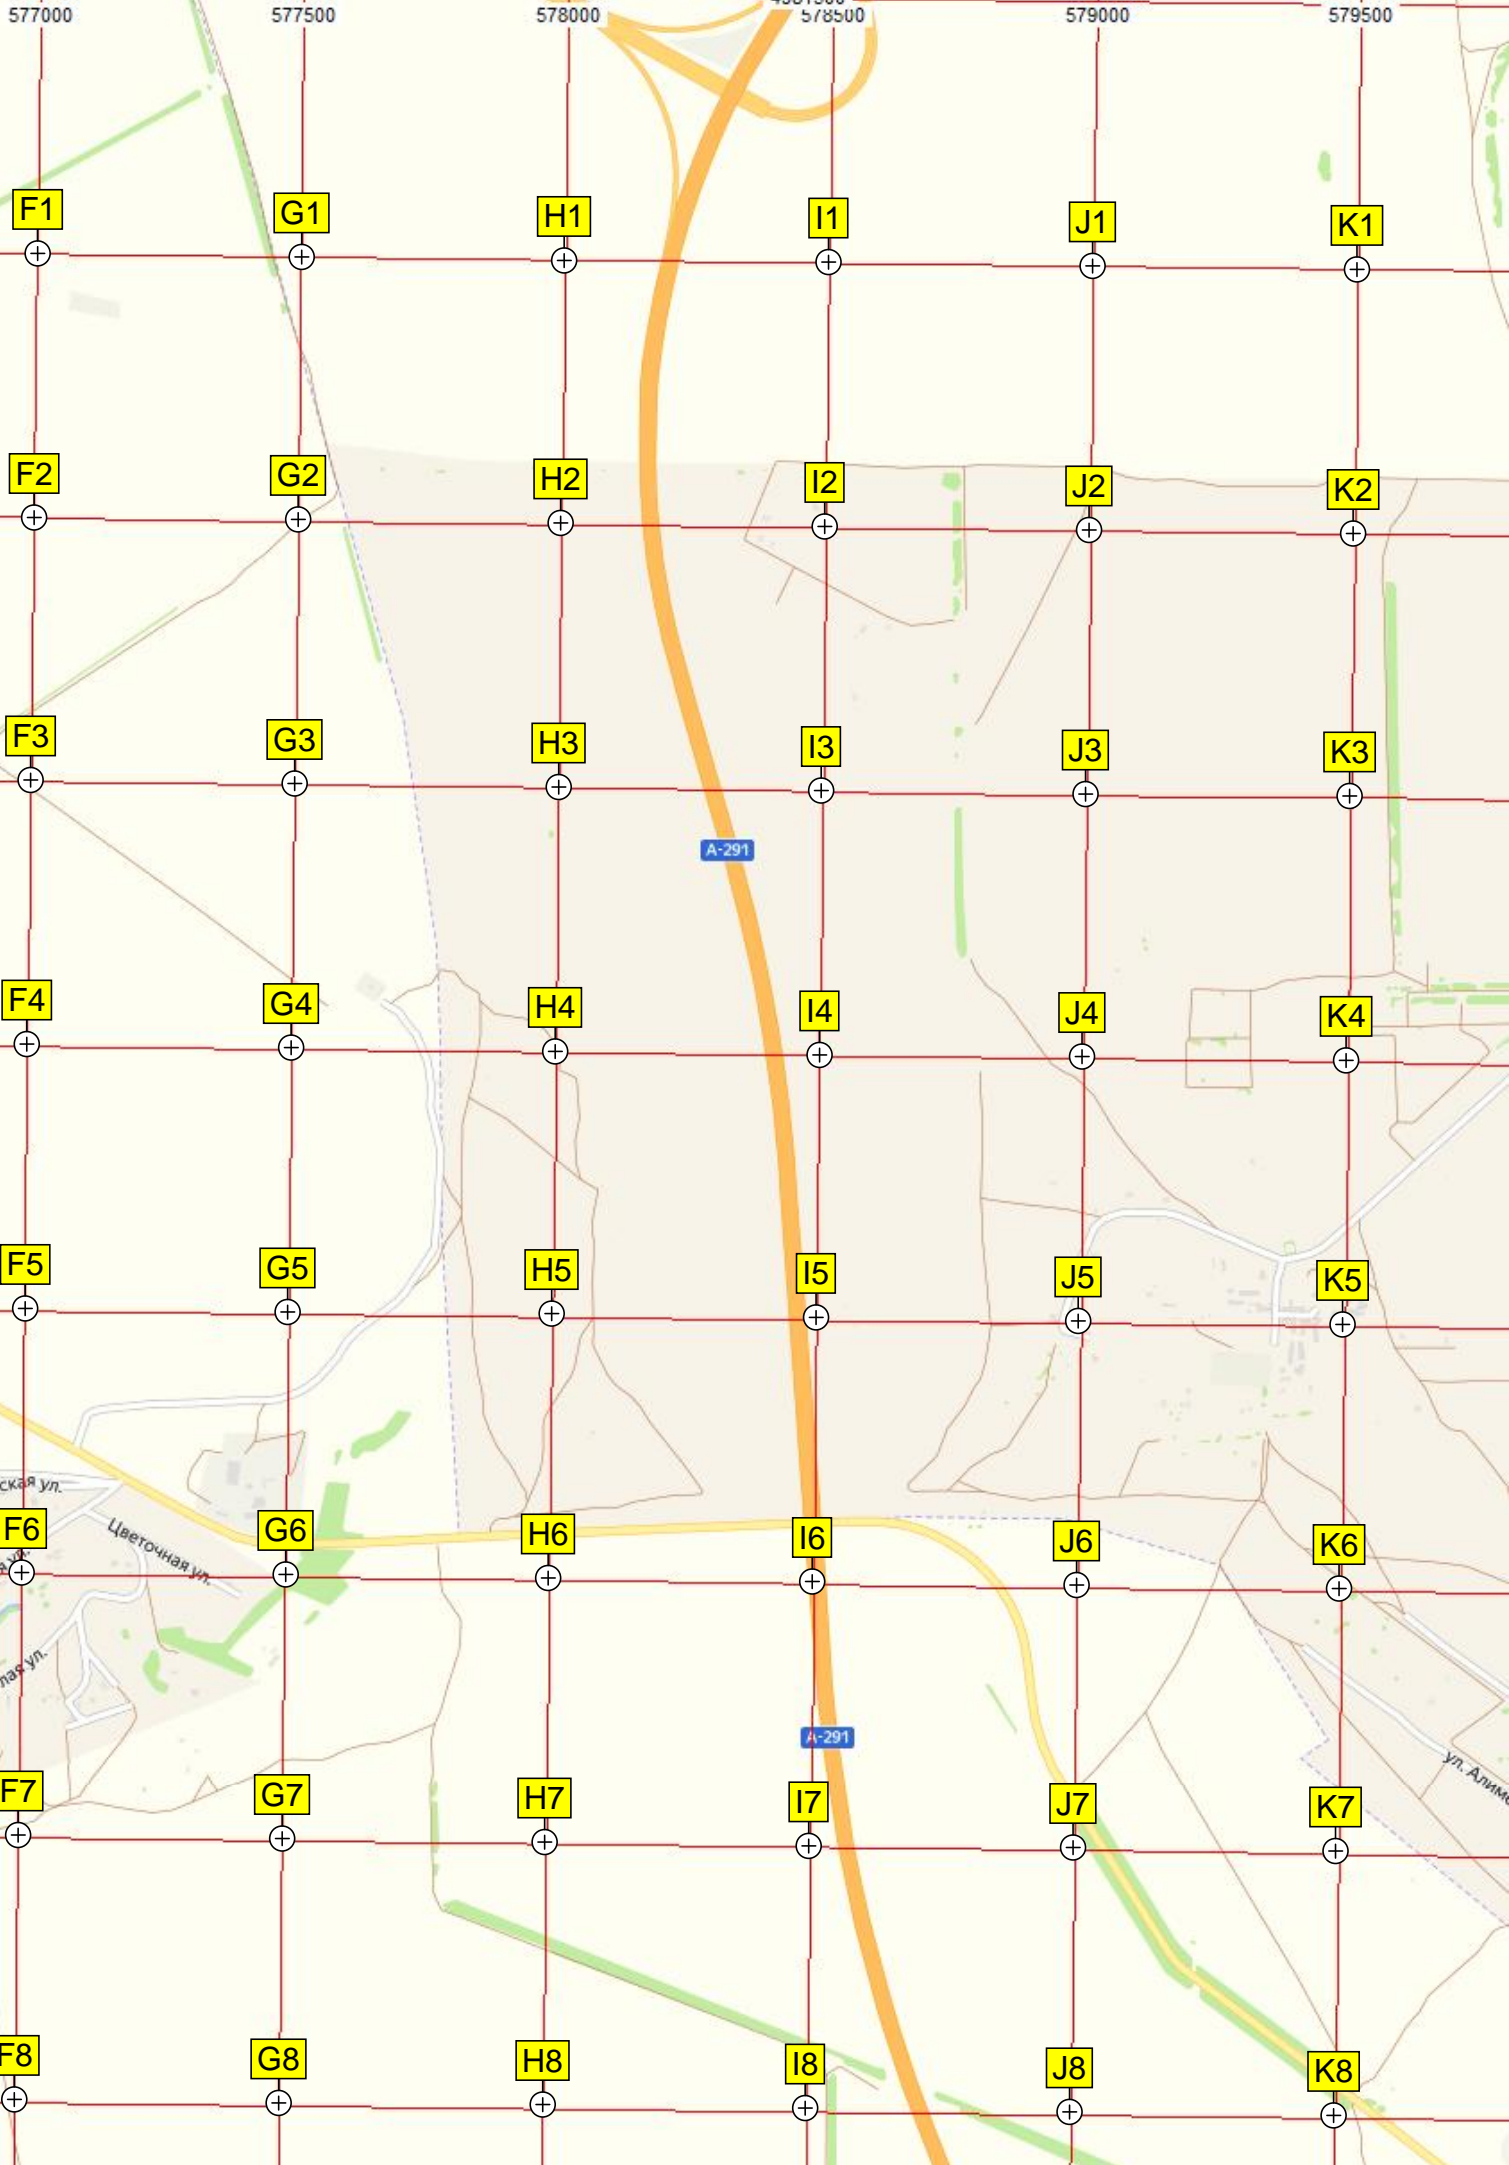 577000 577500 578000 578500 579000 579500
F1 G1 H1 I1 J1 K1
F2 G2 H2 I2 J2 K2
F3 G3 H3 I3 J3 K3
A-291
F4 G4 H4 I4 J4 K4
F5 G5 H5 I5 J5 K5
ская ул.
F6 G6 H6 I6 J6 K6
Цветочная ул.
лая ул.
A-291
ул. Алим
F7 G7 H7 I7 J7 K7
F8 G8 H8 I8 J8 K8